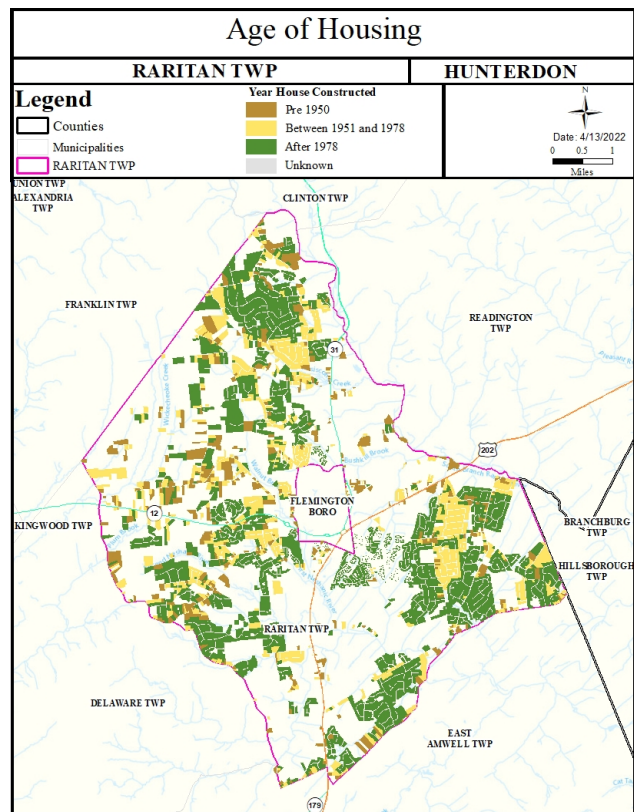 Age of Housing
RARITAN TWP
HUNTERDON
Legend
Counties
Municipalities
RARITAN TWP
Year House Constructed
Pre 1950
Between 1951 and 1978
After 1978
Unknown
N
Date: 4/13/2022
0 0.5 1
Miles
UNION TWP
ALEXANDRIA
TWP
CLINTON TWP
FRANKLIN TWP
READINGTON
TWP
31
202
12
FLEMINGTON
BORO
KINGWOOD TWP
BRANCHBURG
TWP
HILLSBOROUGH
TWP
RARITAN TWP
DELAWARE TWP
EAST
AMWELL TWP
179